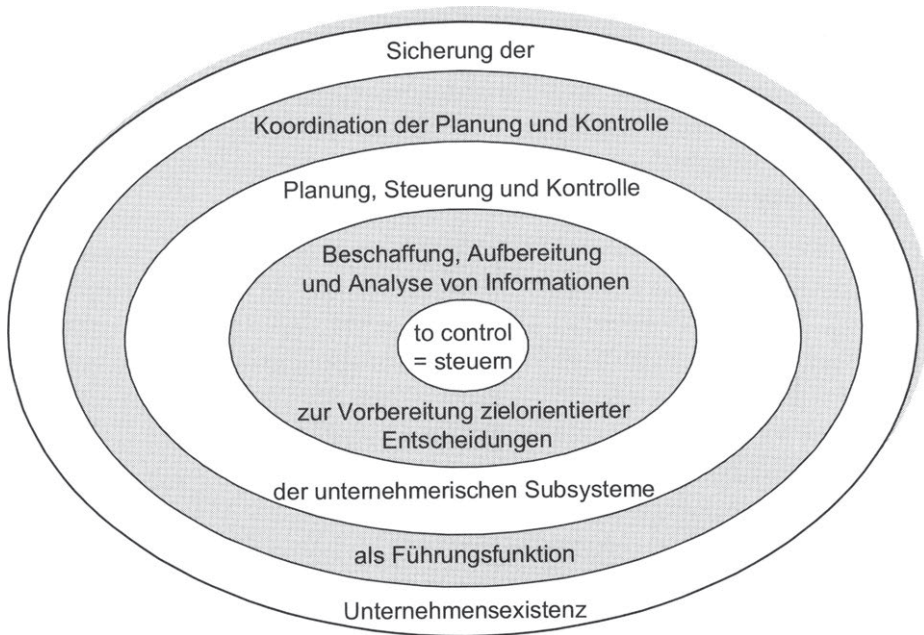 Sicherung der
Koordination der Planung und Kontrolle
Planung, Steuerung und Kontrolle
Beschaffung, Aufbereitung
und Analyse von Informationen
to control
= steuern
zur Vorbereitung zielorientierter
Entscheidungen
der unternehmerischen Subsysteme
als Führungsfunktion
Unternehmensexistenz